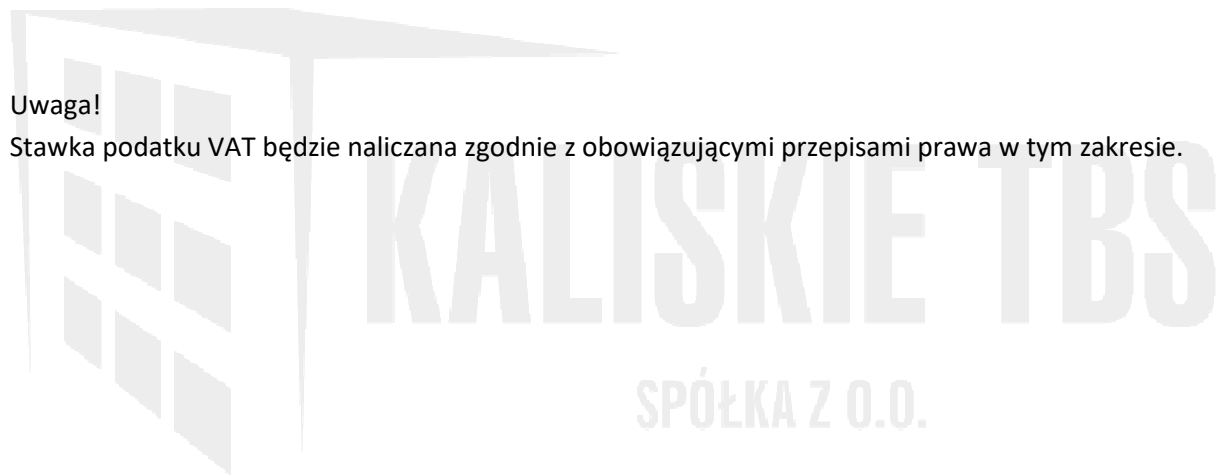 Uwaga!
Stawka podatku VAT będzie naliczana zgodnie z obowiązującymi przepisami prawa w tym zakresie.
KALISKIE TBS
SPÓŁKA Z O.O.